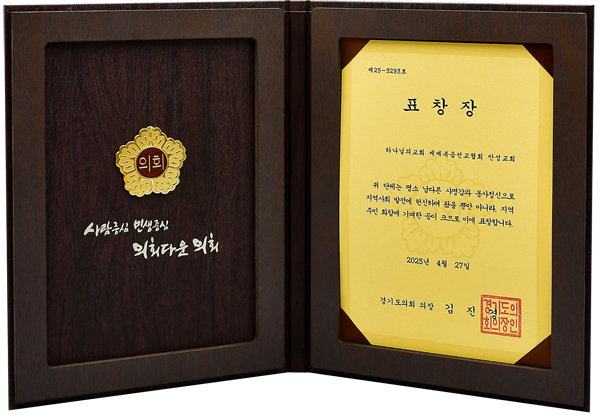 의회
사람중심 민생중심
의회다운 의회
제25-3293호
표 창 장
하나님의교회 세계복음선교협회 안성교회
귀 단체는 평소 남다른 사명감과 봉사정신으로
지역사회 발전에 헌신하여 왔을 뿐만 아니라, 지역
주민 화합에 기여한 공이 크므로 이에 표창합니다.
2025년 4월 27일
경기도의회 의장 김 진 경
경기도의
회의장인